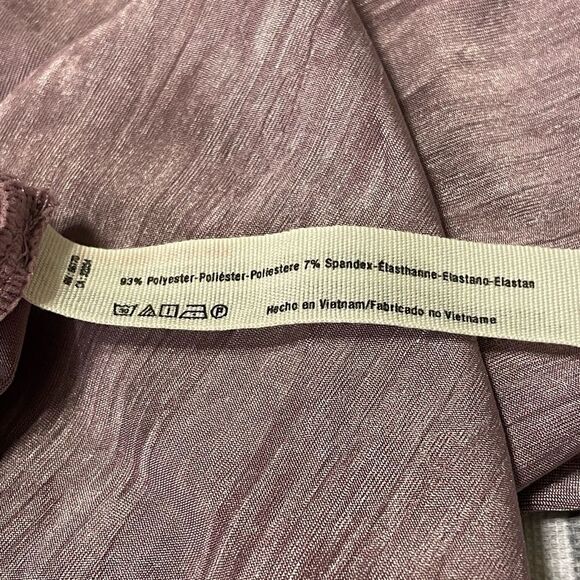 93% Polyester-Poliéster-Poliestere 7% Spandex-Élasthanne-Elastano-Elastan
Hecho en Vietnam/Fabricado no Vietname